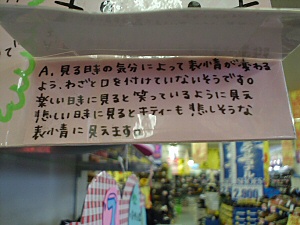 A. 見る時の気分によって表情が変わる
よう、わざと口を付けていないそうです。
楽しい時に見ると笑っているように見え
悲しい時に見るとキティーも悲しそうな
表情に見えます。